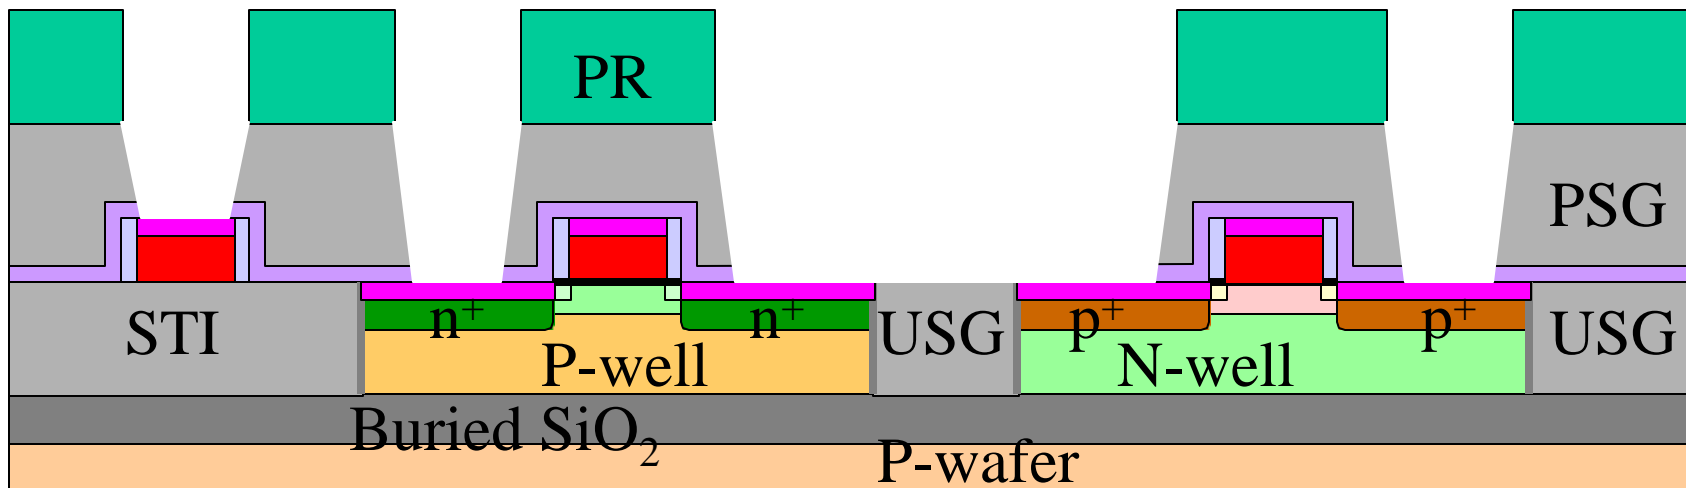 PR
PSG
STI
n⁺
n⁺
USG
p⁺
p⁺
USG
P-well
N-well
Buried SiO₂
P-wafer